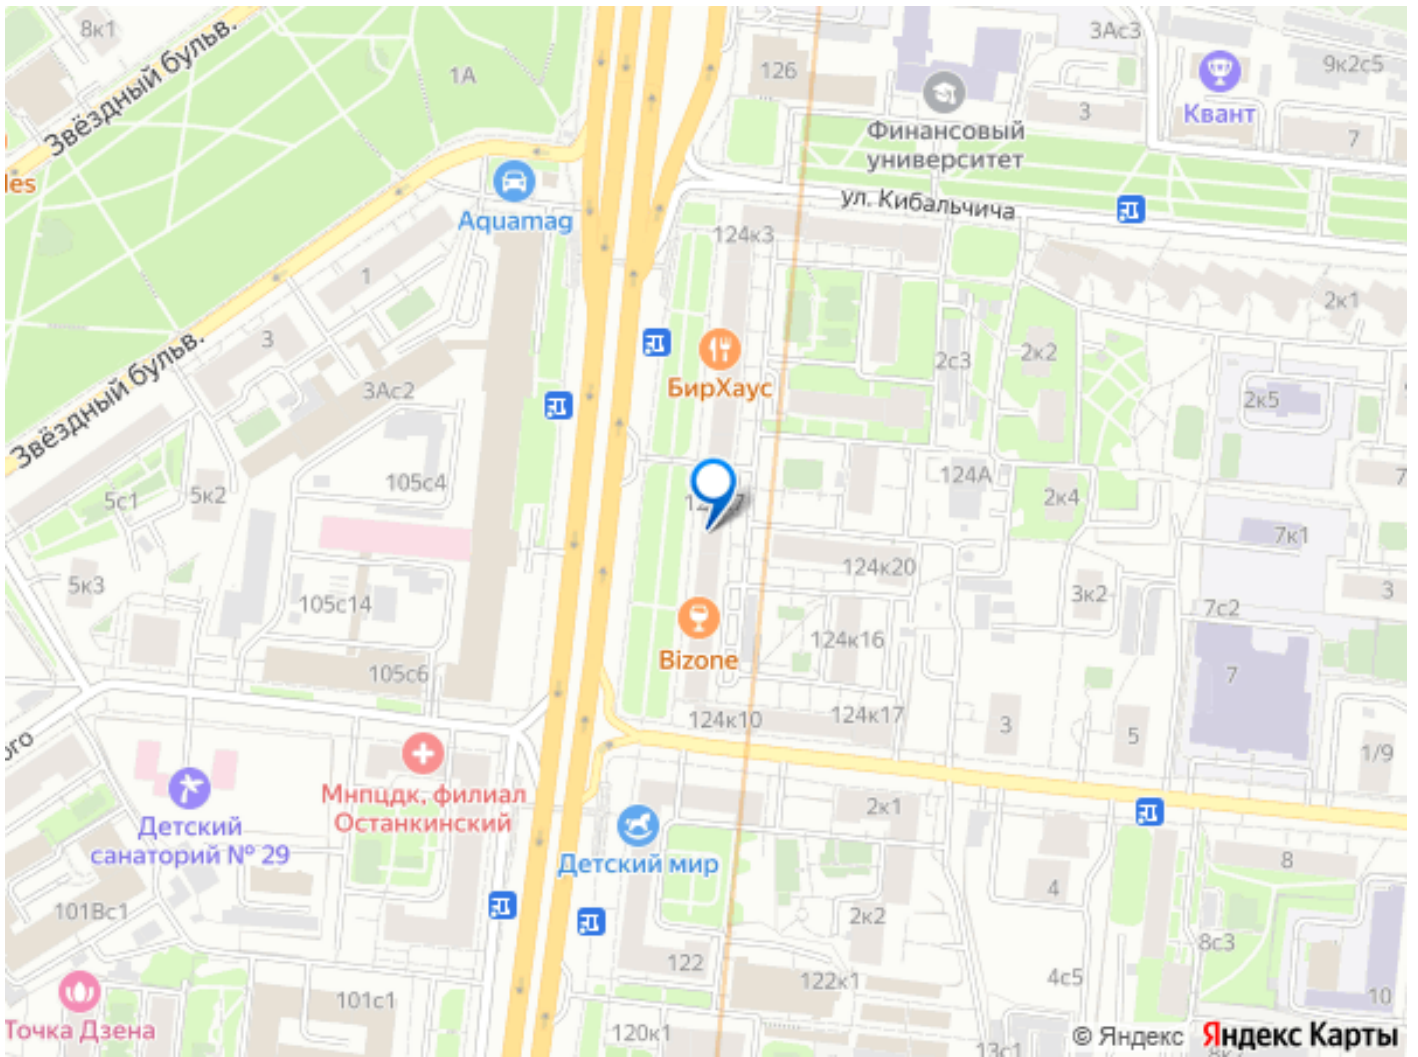 8к1
Звёздный бульв.
1А
126
3Ас3
9к2с5
Квант
3
7
Финансовый
университет
les
Aquamag
ул. Кибальчича
124к3
1
2к1
3
2с3
2к2
БирХаус
3Ас2
2к5
Звёздный бульв.
5с1
5к2
105с4
124А
2к4
7
7к1
124к20
5к3
105с14
3к2
3
7с2
124к16
Bizone
105с6
7
124к10
124к17
3
5
1/9
ого
Мнпцдк, филиал
Останкинский
2к1
Детский
санаторий № 29
Детский мир
8
4
101Вс1
2к2
8с3
122
122к1
4с5
101с1
10
Точка Дзена
120к1
13с1
© Яндекс
Яндекс Карты